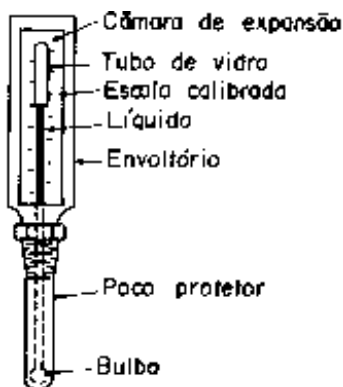 Câmara de expansão
Tubo de vidro
Escala calibrada
Líquido
Envoltório
Poço protetor
Bulbo